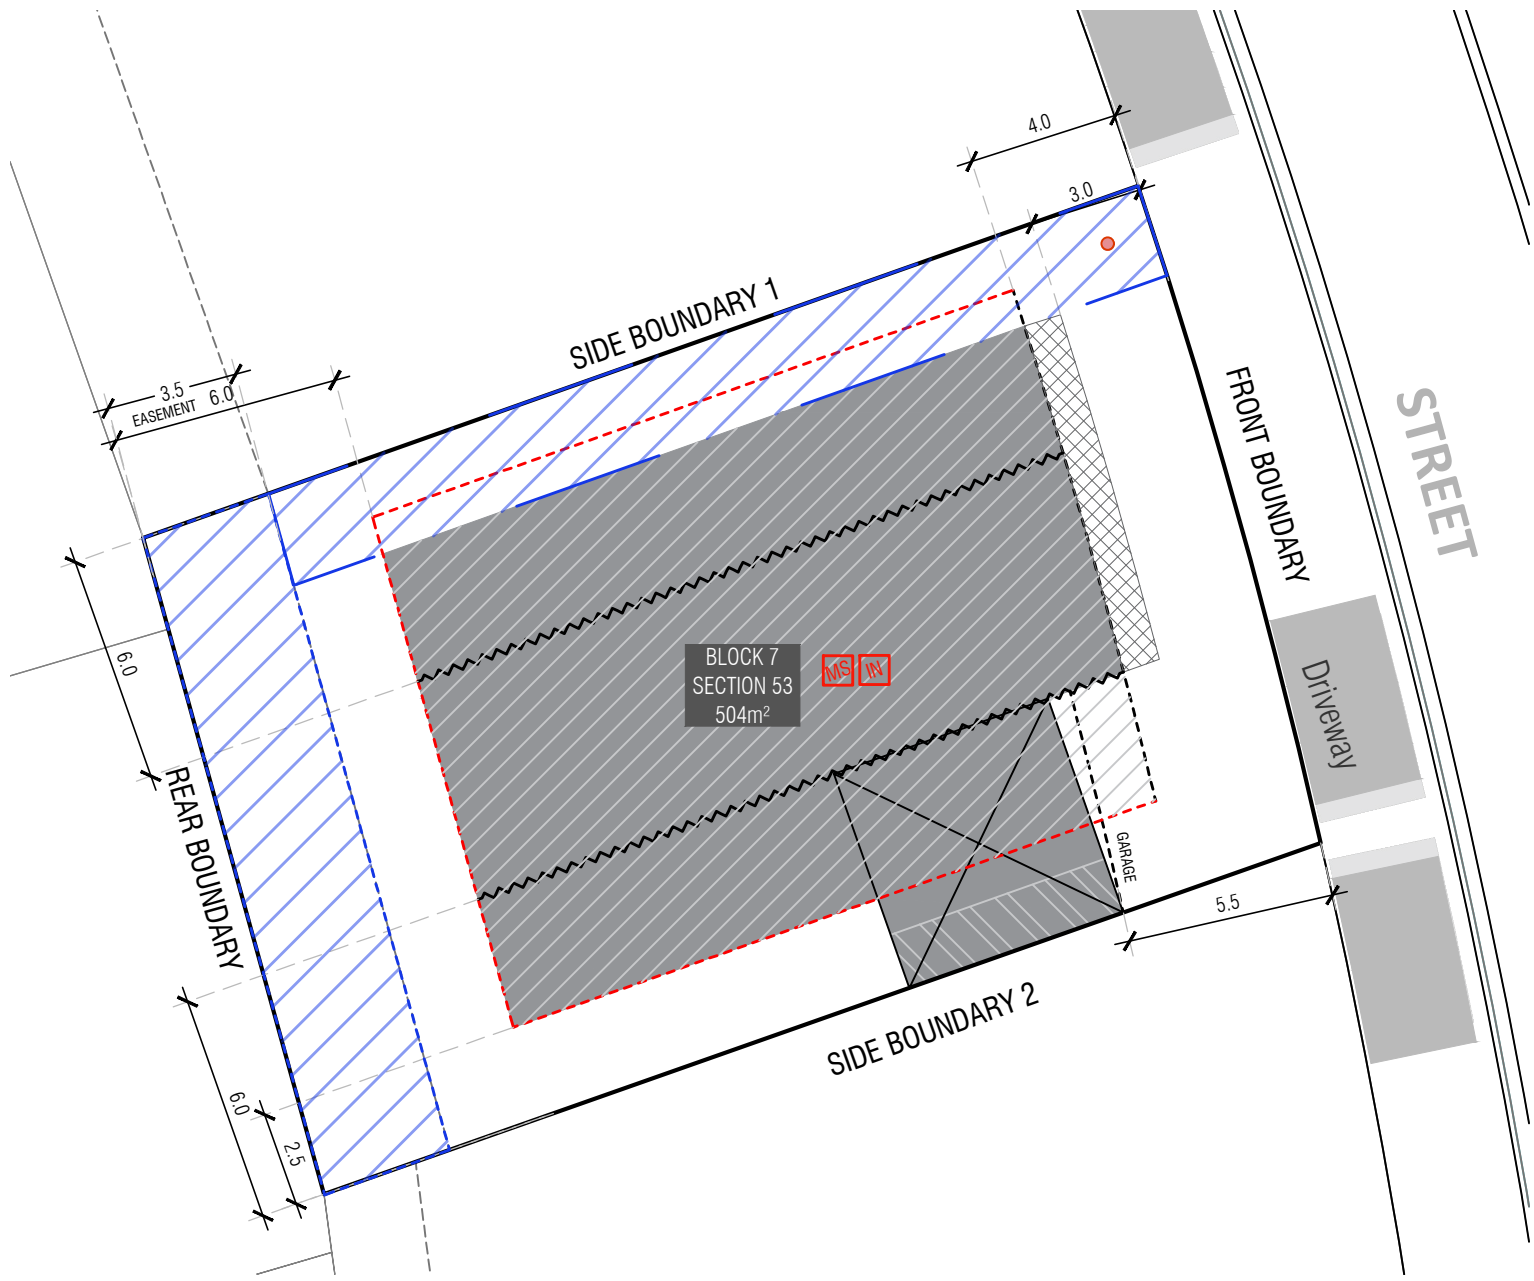 4.0
3.0
SIDE BOUNDARY 1
3.5
EASEMENT
6.0
FRONT BOUNDARY
STREET
6.0
BLOCK 7
SECTION 53
504m²
MS
IN
Driveway
REAR BOUNDARY
GARAGE
5.5
SIDE BOUNDARY 2
6.0
2.5